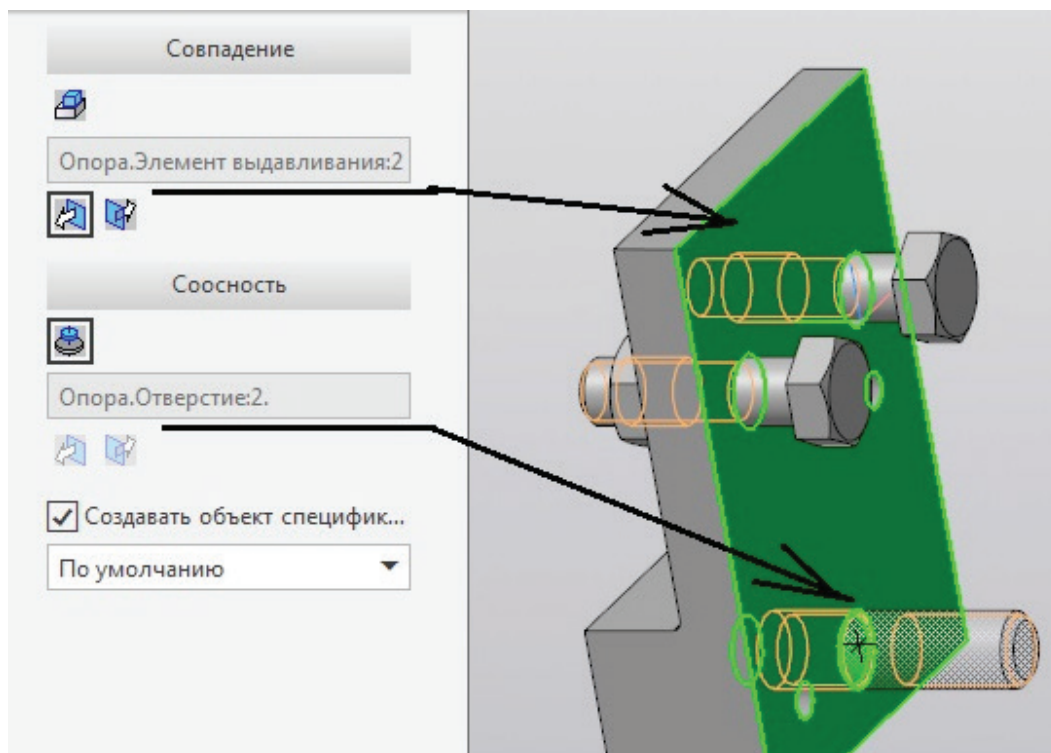 Совпадение
Опора.Элемент выдавливания:2
Соосность
Опора.Отверстие:2.
Создавать объект специфик...
По умолчанию